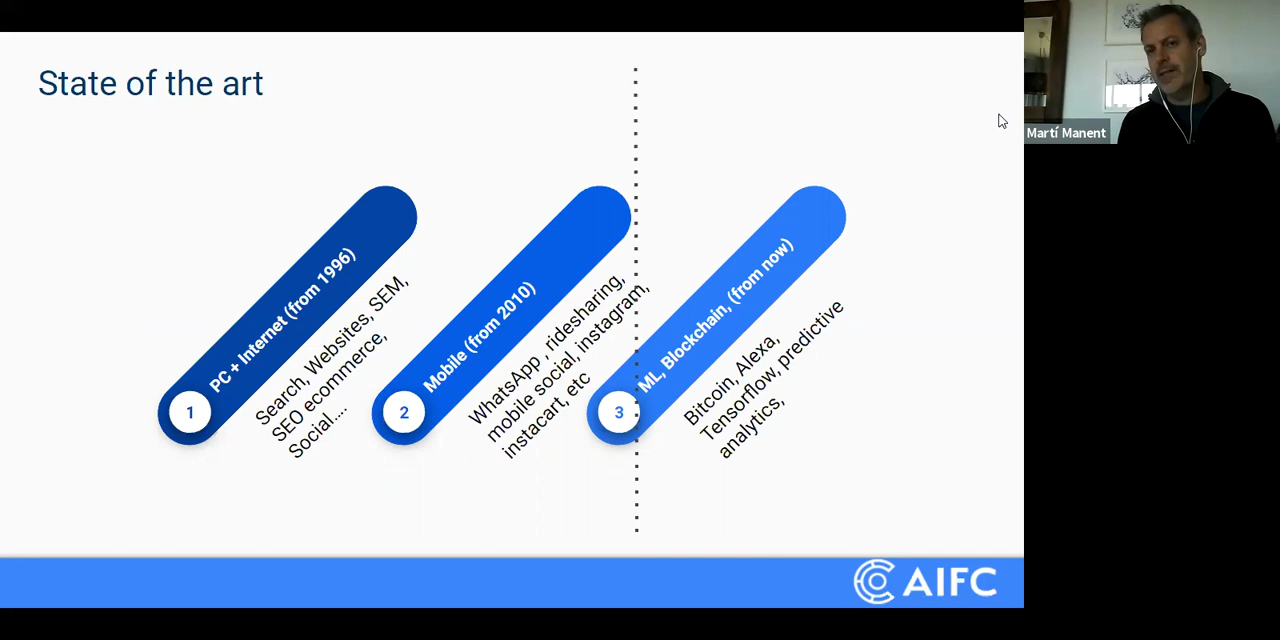 State of the art
Martí Manent
1
PC + Internet (from 1996)
Search, Websites, SEM,
SEO ecommerce,
Social....
2
Mobile (from 2010)
WhatsApp , ridesharing,
mobile social, instagram,
instacart, etc
3
ML, Blockchain, (from now)
Bitcoin, Alexa,
Tensorflow, predictive
analytics,
AIFC